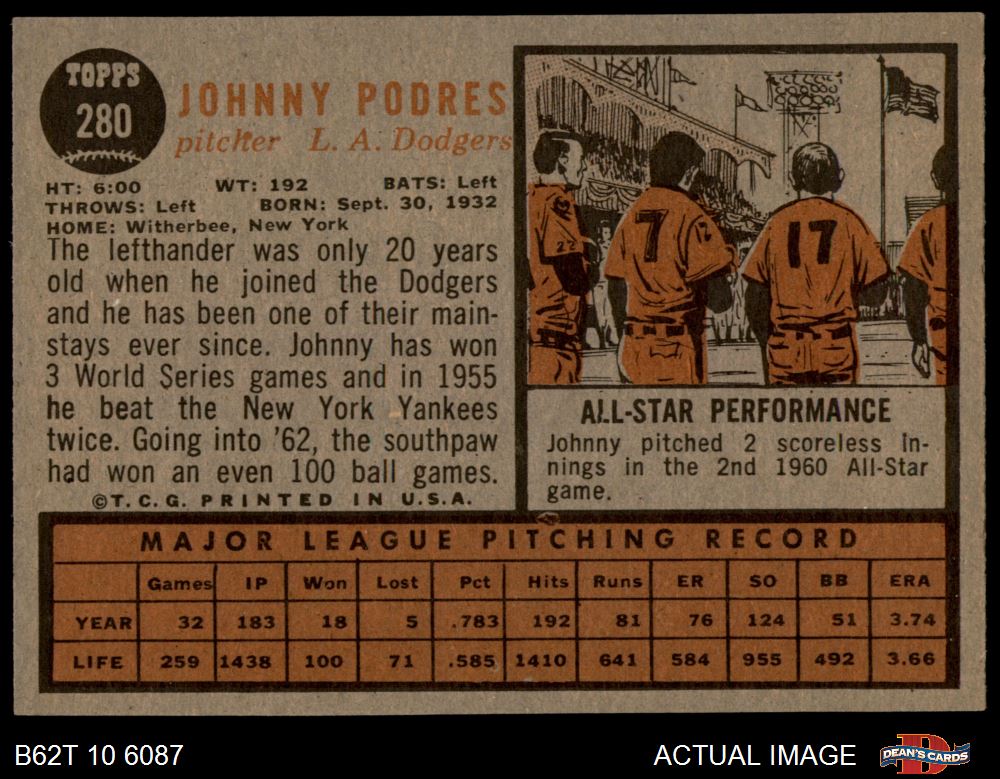 TOPPS
280
JOHNNY PODRES
pitcher L. A. Dodgers
HT: 6:00 WT: 192 BATS: Left
THROWS: Left BORN: Sept. 30, 1932
HOME: Witherbee, New York
The lefthander was only 20 years
old when he joined the Dodgers
and he has been one of their main-
stays ever since. Johnny has won
3 World Series games and in 1955
he beat the New York Yankees
twice. Going into '62, the southpaw
had won an even 100 ball games.
©T.C.G. PRINTED IN U.S.A.
22
7
12
17
ALL-STAR PERFORMANCE
Johnny pitched 2 scoreless in-
nings in the 2nd 1960 All-Star
game.
MAJOR LEAGUE PITCHING RECORD
Games IP Won Lost Pct Hits Runs ER SO BB ERA
YEAR 32 183 18 5 .783 192 81 76 124 51 3.74
LIFE 259 1438 100 71 .585 1410 641 584 955 492 3.66
B62T 10 6087
ACTUAL IMAGE
DEAN'S CARDS